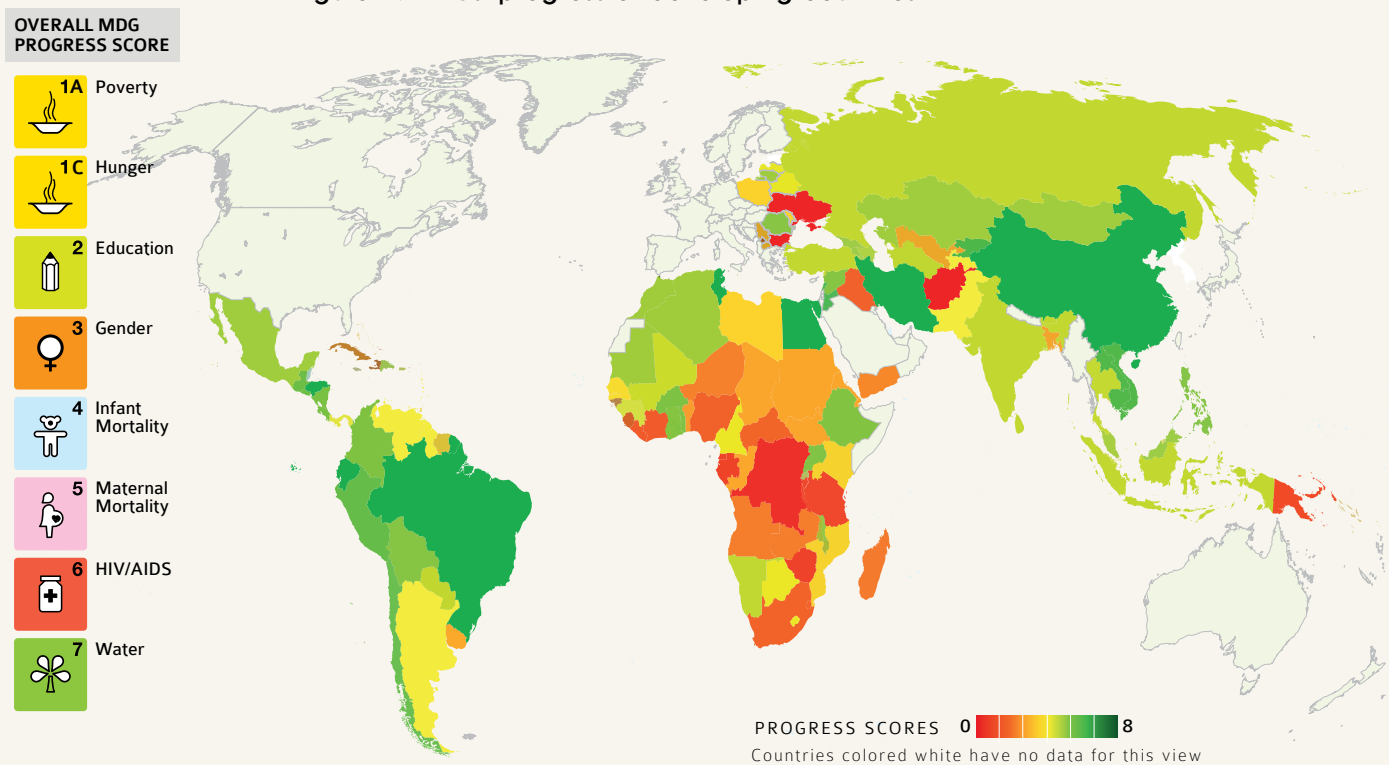 OVERALL MDG
PROGRESS SCORE
1A Poverty
1C Hunger
2 Education
3 Gender
4 Infant
Mortality
5 Maternal
Mortality
6 HIV/AIDS
7 Water
PROGRESS SCORES 0 8
Countries colored white have no data for this view